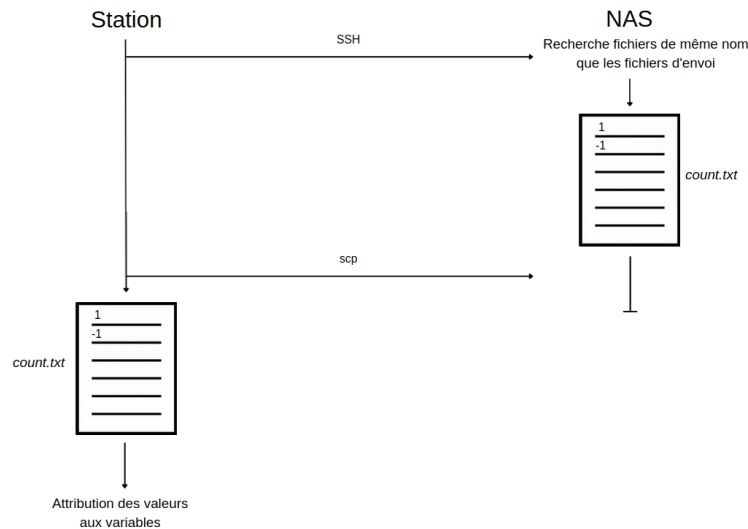 Station
NAS
SSH
Recherche fichiers de même nom
que les fichiers d'envoi
1
-1
count.txt
scp
1
-1
count.txt
Attribution des valeurs
aux variables